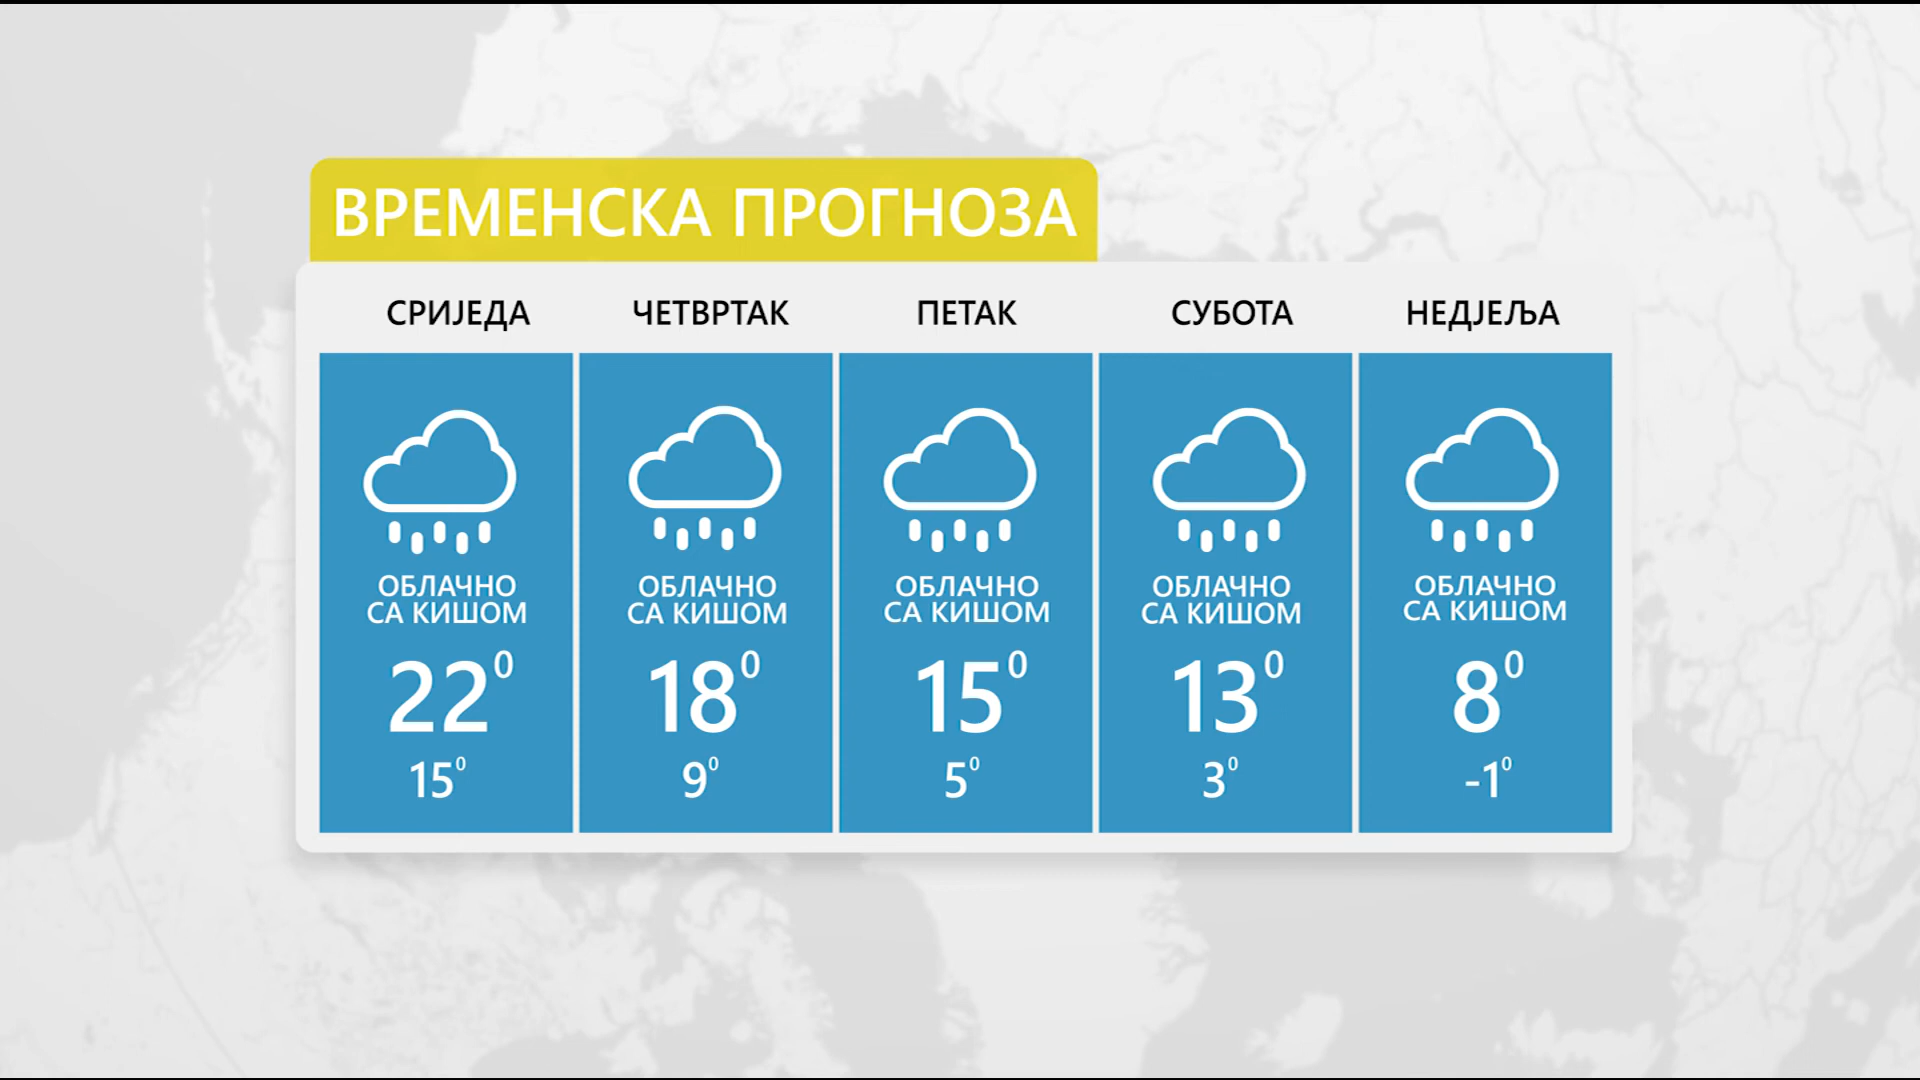 ВРЕМЕНСКА ПРОГНОЗА
СРИЈЕДА ЧЕТВРТАК ПЕТАК СУБОТА НЕДЈЕЉА
ОБЛАЧНО ОБЛАЧНО ОБЛАЧНО ОБЛАЧНО ОБЛАЧНО
СА КИШОМ СА КИШОМ СА КИШОМ СА КИШОМ СА КИШОМ
22⁰ 18⁰ 15⁰ 13⁰ 8⁰
15⁰ 9⁰ 5⁰ 3⁰ -1⁰